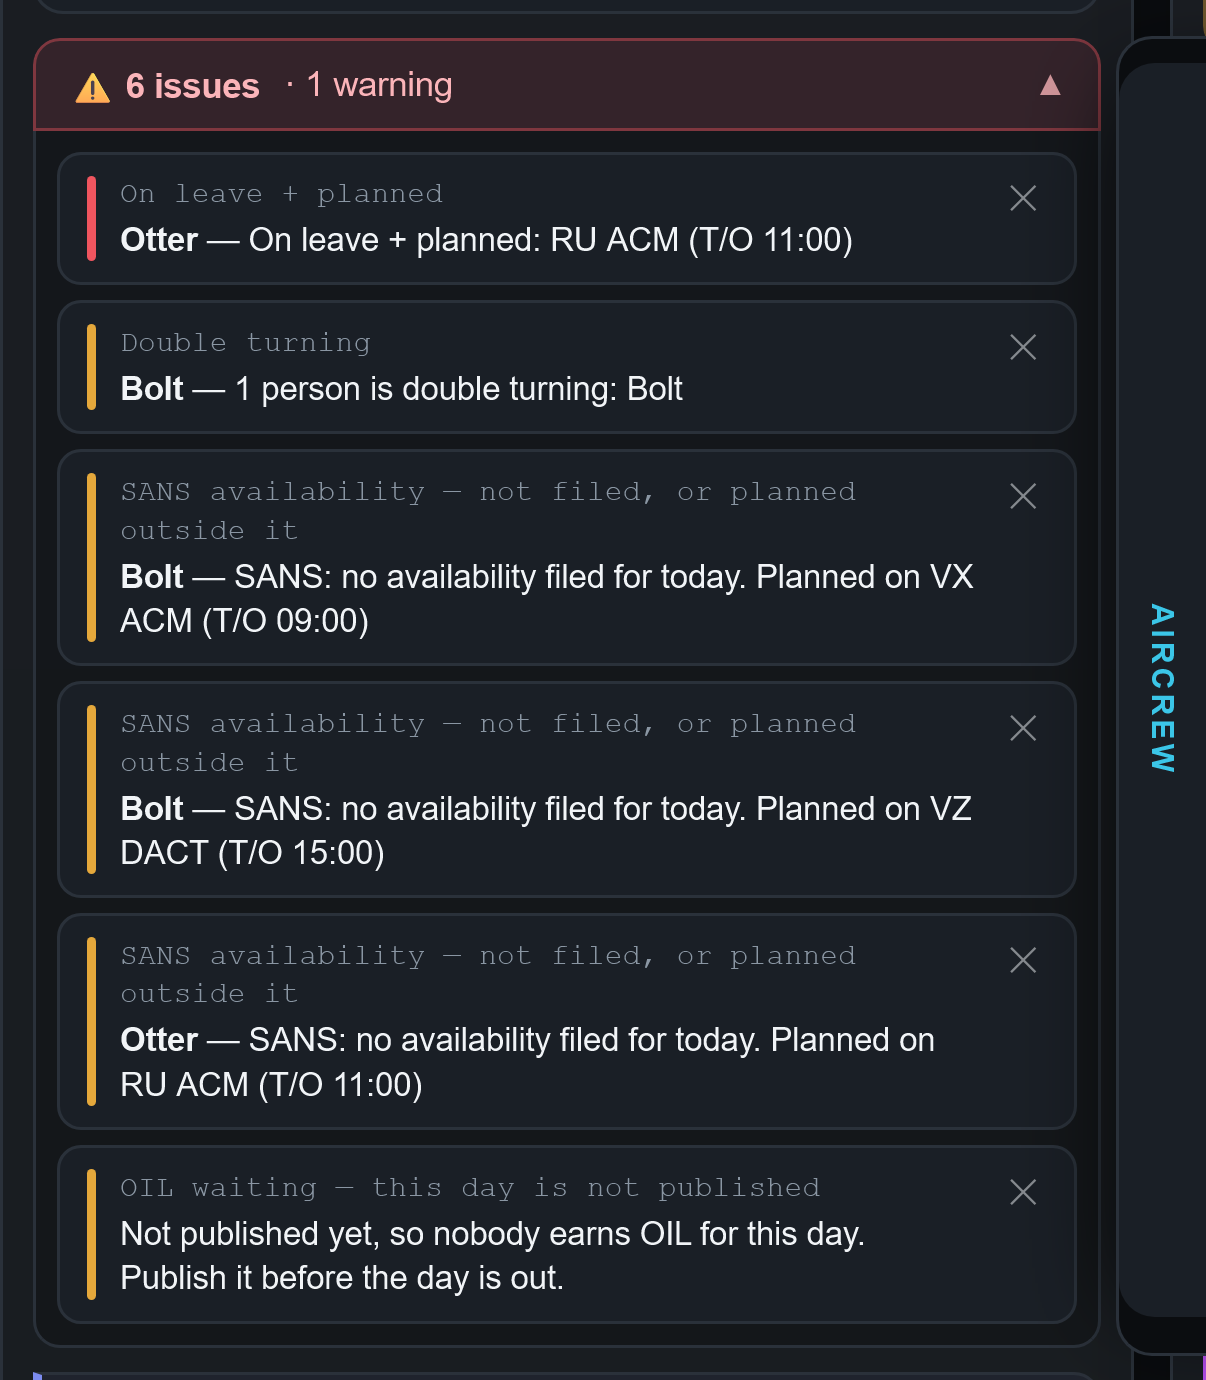 6 issues · 1 warning
On leave + planned
Otter — On leave + planned: RU ACM (T/O 11:00)
Double turning
Bolt — 1 person is double turning: Bolt
SANS availability — not filed, or planned
outside it
Bolt — SANS: no availability filed for today. Planned on VX
ACM (T/O 09:00)
SANS availability — not filed, or planned
outside it
Bolt — SANS: no availability filed for today. Planned on VZ
DACT (T/O 15:00)
SANS availability — not filed, or planned
outside it
Otter — SANS: no availability filed for today. Planned on
RU ACM (T/O 11:00)
OIL waiting — this day is not published
Not published yet, so nobody earns OIL for this day.
Publish it before the day is out.
AIRCREW